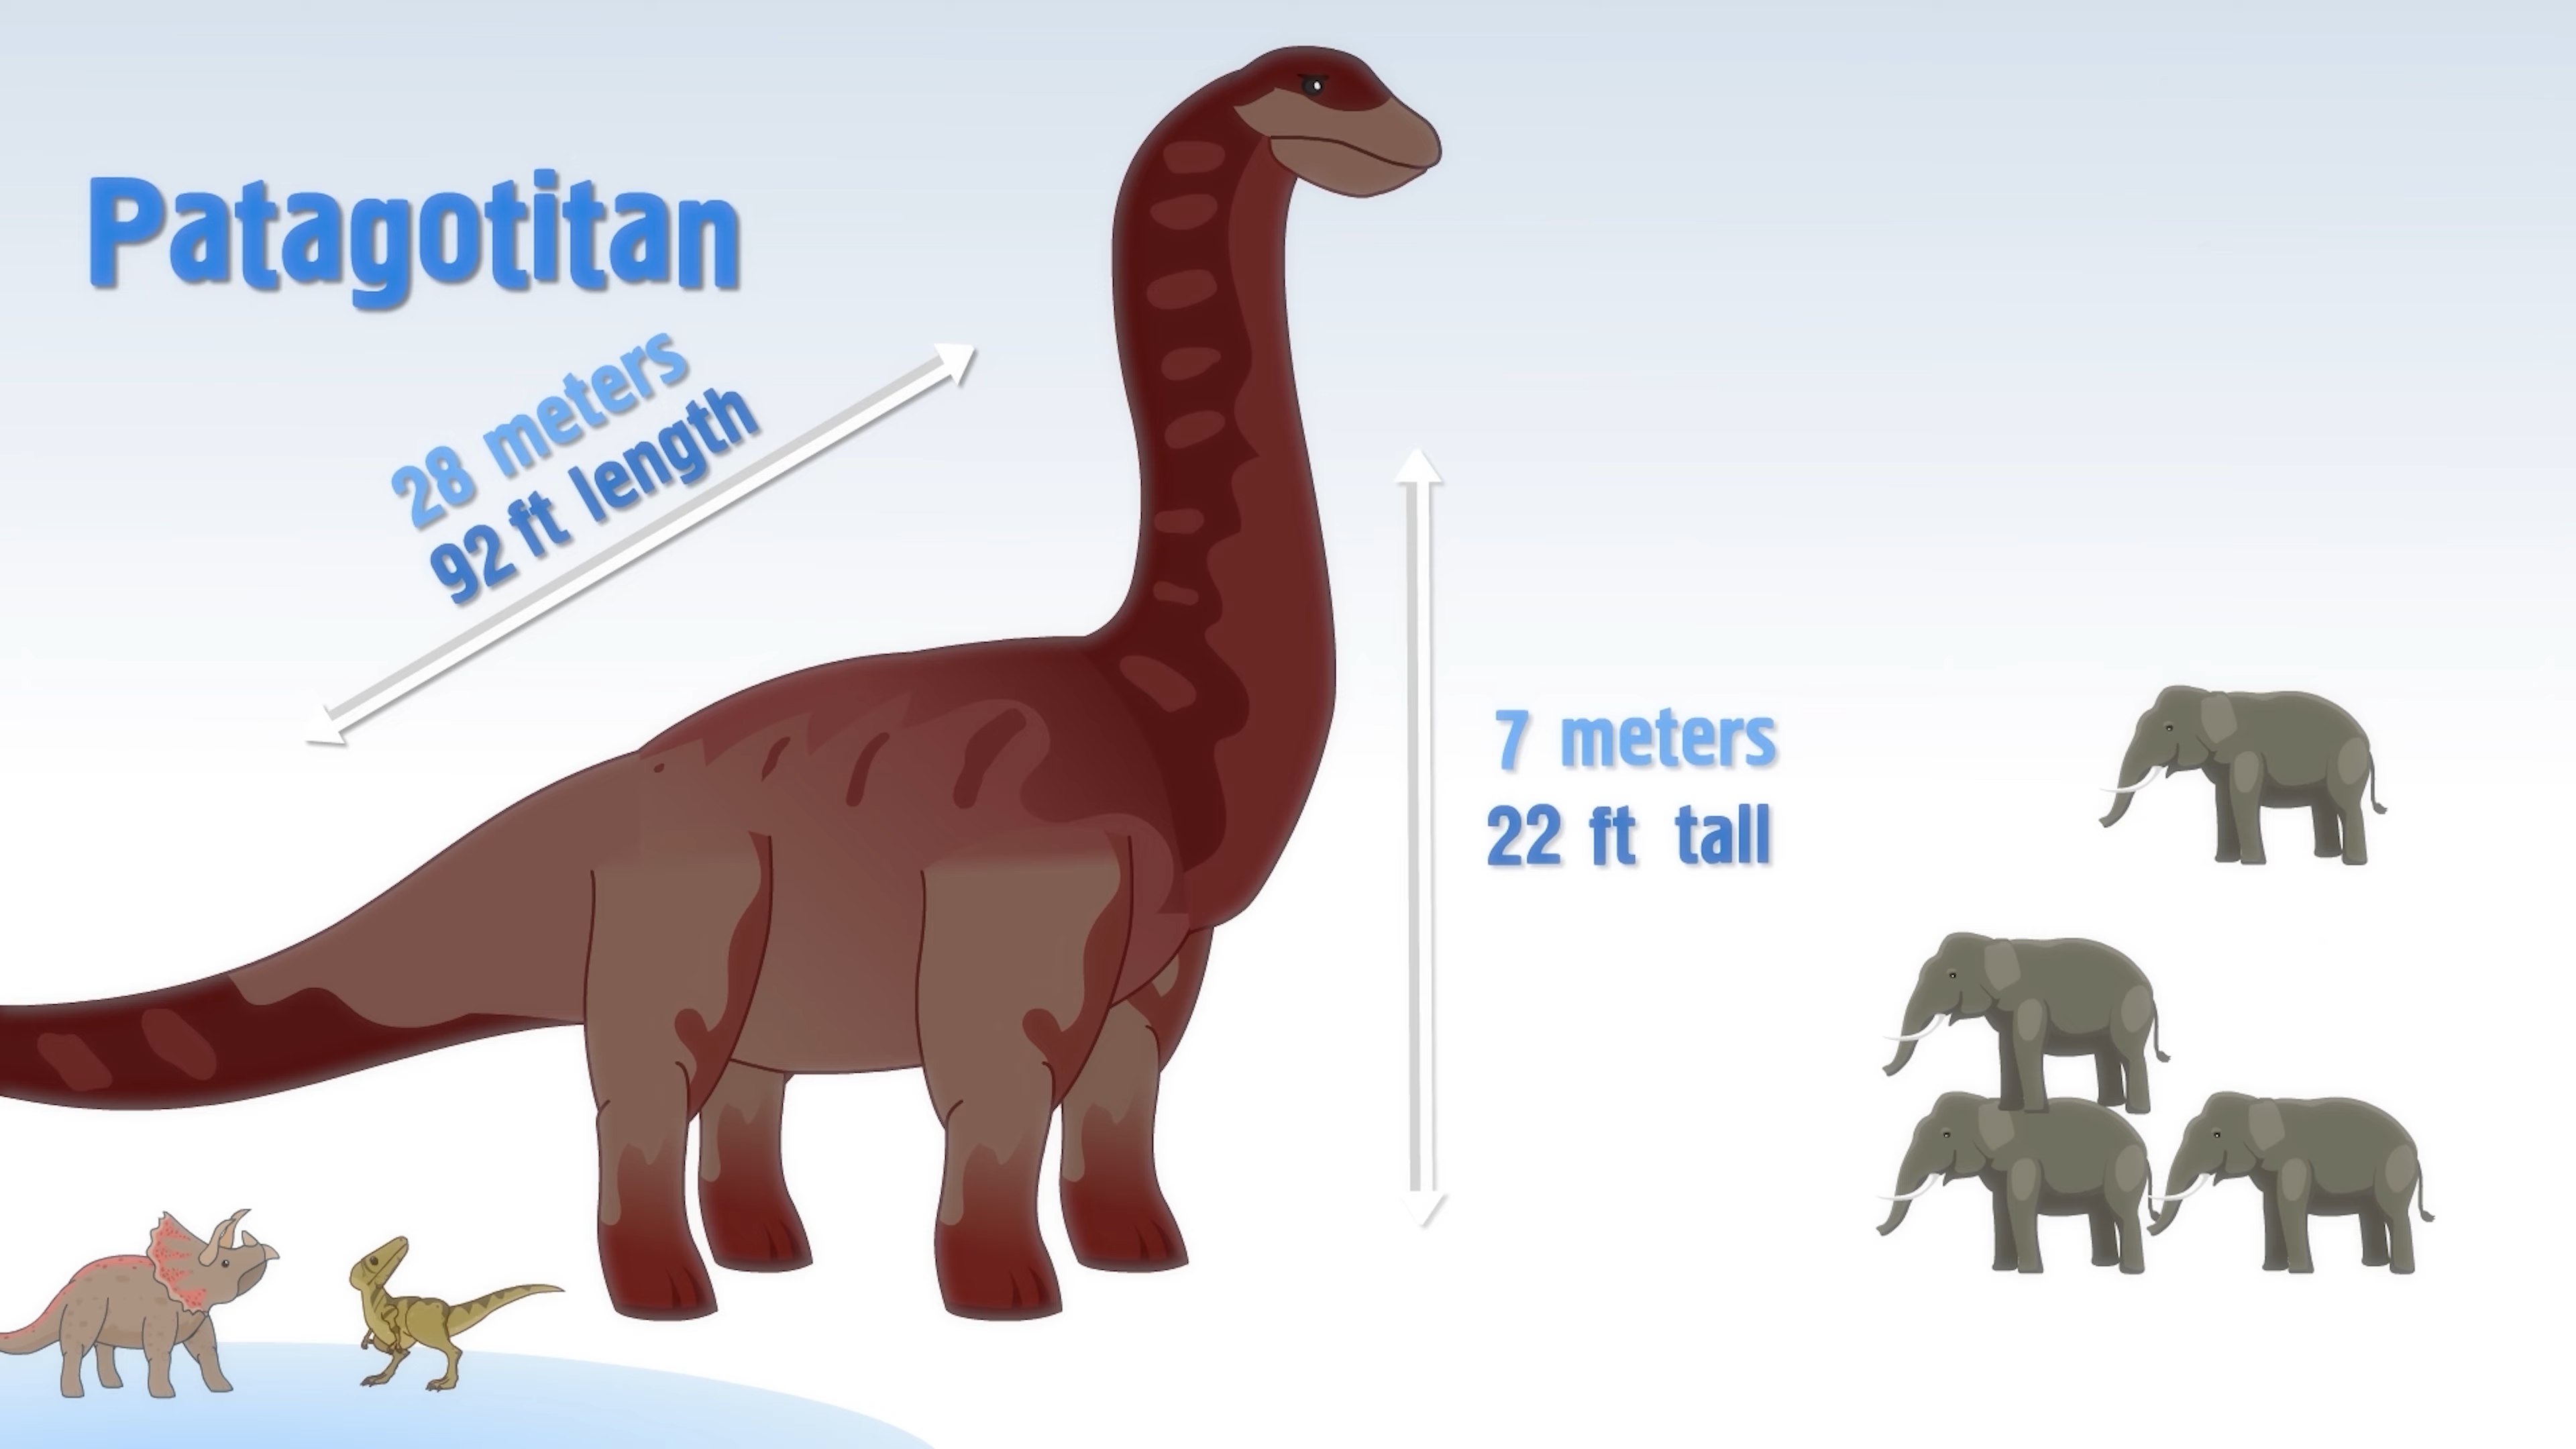 Patagotitan
28 meters
92 ft length
7 meters
22 ft tall